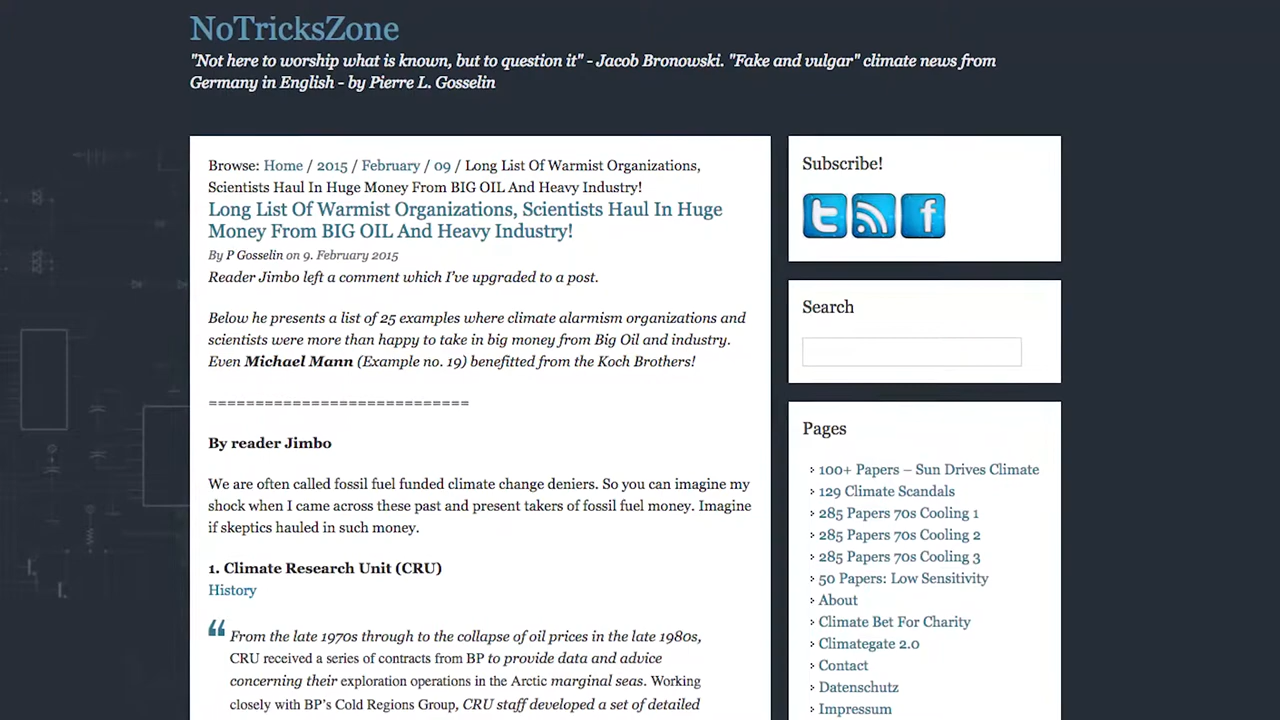 NoTricksZone
"Not here to worship what is known, but to question it" - Jacob Bronowski. "Fake and vulgar" climate news from
Germany in English - by Pierre L. Gosselin
Browse: Home / 2015 / February / 09 / Long List Of Warmist Organizations,
Scientists Haul In Huge Money From BIG OIL And Heavy Industry!
Long List Of Warmist Organizations, Scientists Haul In Huge
Money From BIG OIL And Heavy Industry!
By P Gosselin on 9. February 2015
Reader Jimbo left a comment which I've upgraded to a post.
Below he presents a list of 25 examples where climate alarmism organizations and
scientists were more than happy to take in big money from Big Oil and industry.
Even Michael Mann (Example no. 19) benefitted from the Koch Brothers!
============================
By reader Jimbo
We are often called fossil fuel funded climate change deniers. So you can imagine my
shock when I came across these past and present takers of fossil fuel money. Imagine
if skeptics hauled in such money.
1. Climate Research Unit (CRU)
History
“ From the late 1970s through to the collapse of oil prices in the late 1980s,
CRU received a series of contracts from BP to provide data and advice
concerning their exploration operations in the Arctic marginal seas. Working
closely with BP's Cold Regions Group, CRU staff developed a set of detailed
Subscribe!
Search
Pages
100+ Papers – Sun Drives Climate
129 Climate Scandals
285 Papers 70s Cooling 1
285 Papers 70s Cooling 2
285 Papers 70s Cooling 3
50 Papers: Low Sensitivity
About
Climate Bet For Charity
Climategate 2.0
Contact
Datenschutz
Impressum